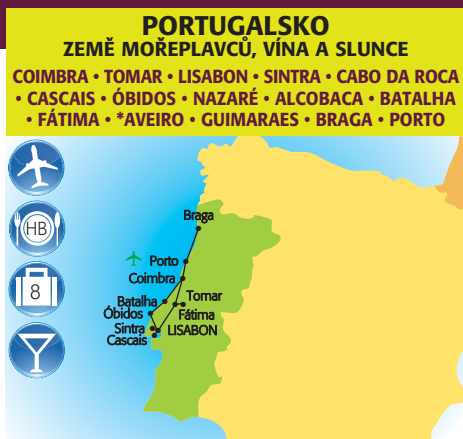 PORTUGALSKO
ZEMĚ MOŘEPLAVCŮ, VÍNA A SLUNCE
COIMBRA • TOMAR • LISABON • SINTRA • CABO DA ROCA
• CASCAIS • ÓBIDOS • NAZARÉ • ALCOBACA • BATALHA
• FÁTIMA • *AVEIRO • GUIMARAES • BRAGA • PORTO
HB
8
Braga
Porto
Coimbra
Batalha
Tomar
Óbidos
Fátima
Sintra
LISABON
Cascais